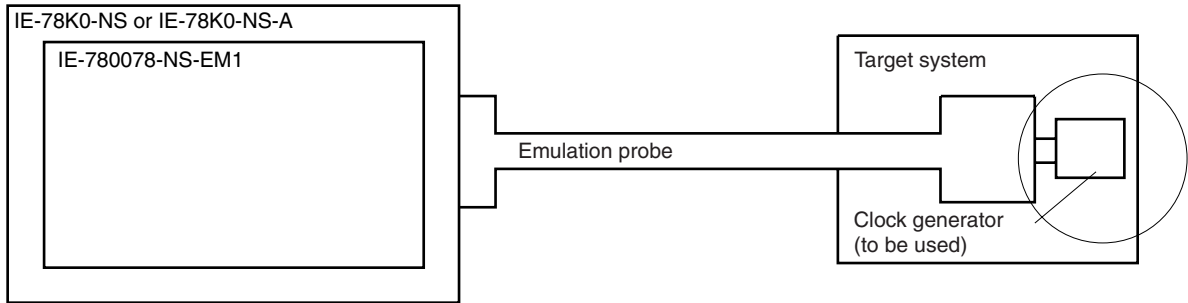 IE-78K0-NS or IE-78K0-NS-A
IE-780078-NS-EM1
Target system
Emulation probe
Clock generator
(to be used)